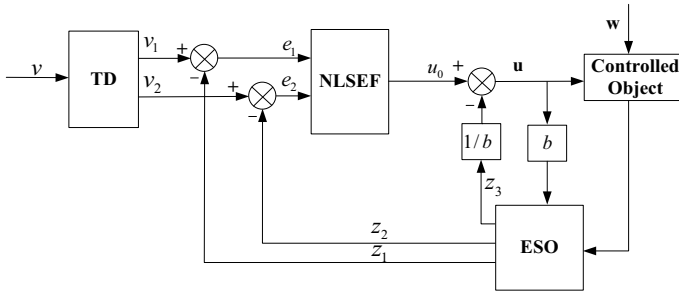 w
v
TD
v₁
+
−
e₁
v₂
+
−
e₂
NLSEF
u₀
+
−
u
Controlled
Object
1/b
b
z₃
z₂
z₁
ESO